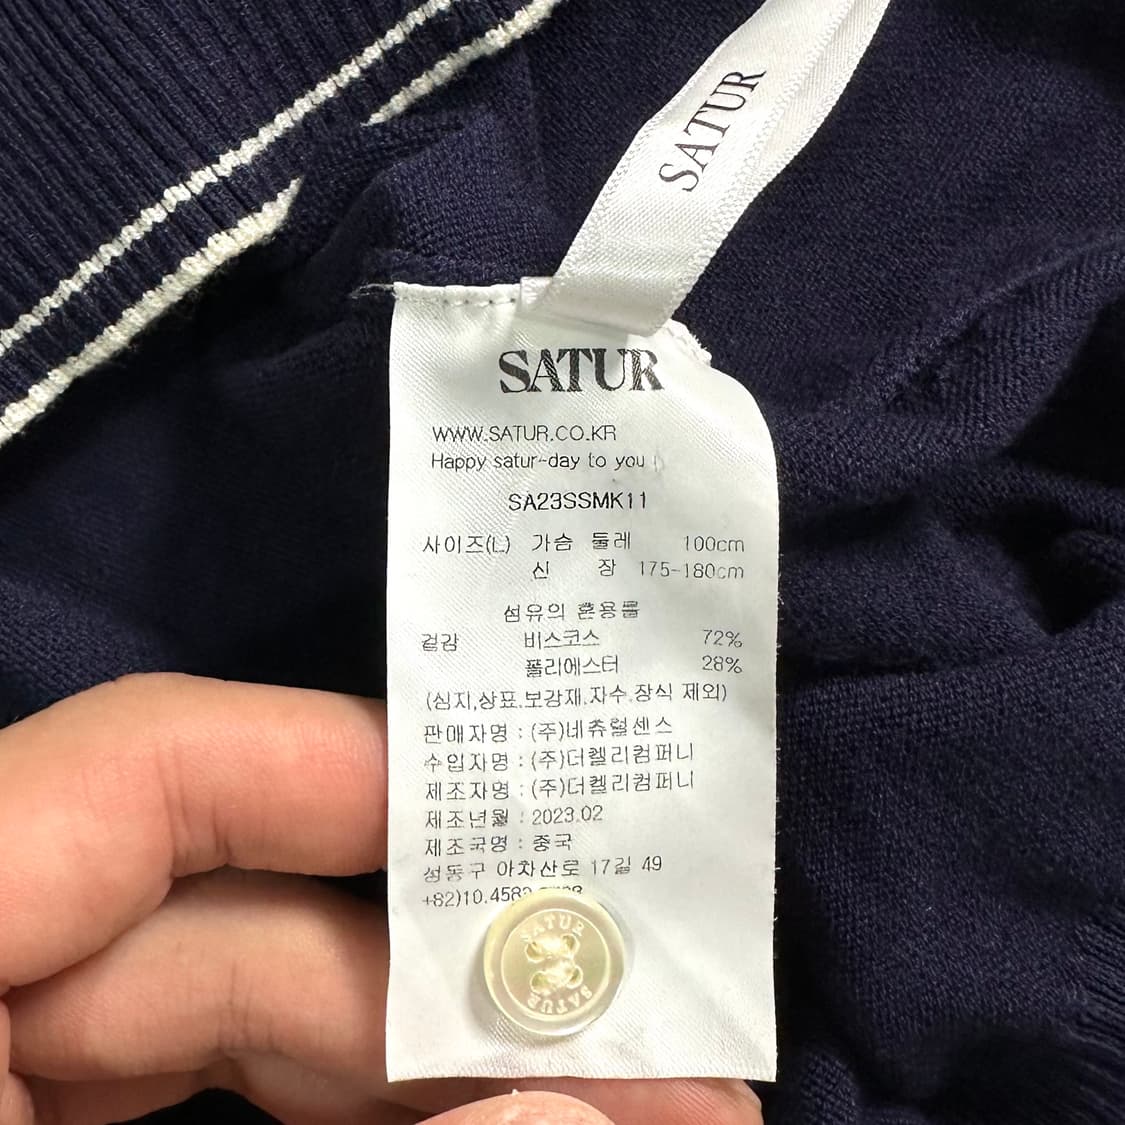 SATUR
SATUR
WWW.SATUR.CO.KR
Happy satur-day to you
SA23SSMK11
사이즈(L) 가슴 둘레 100cm
신 장 175-180cm
섬유의 혼용률
겉감 비스코스 72%
폴리에스터 28%
(심지,상표,보강재,자수,장식 제외)
판매자명 : (주)네츄럴센스
수입자명 : (주)더켈리컴퍼니
제조자명 : (주)더켈리컴퍼니
제조년월 : 2023.02
제조국명 : 중국
성동구 아차산로 17길 49
SATUR
SATUR